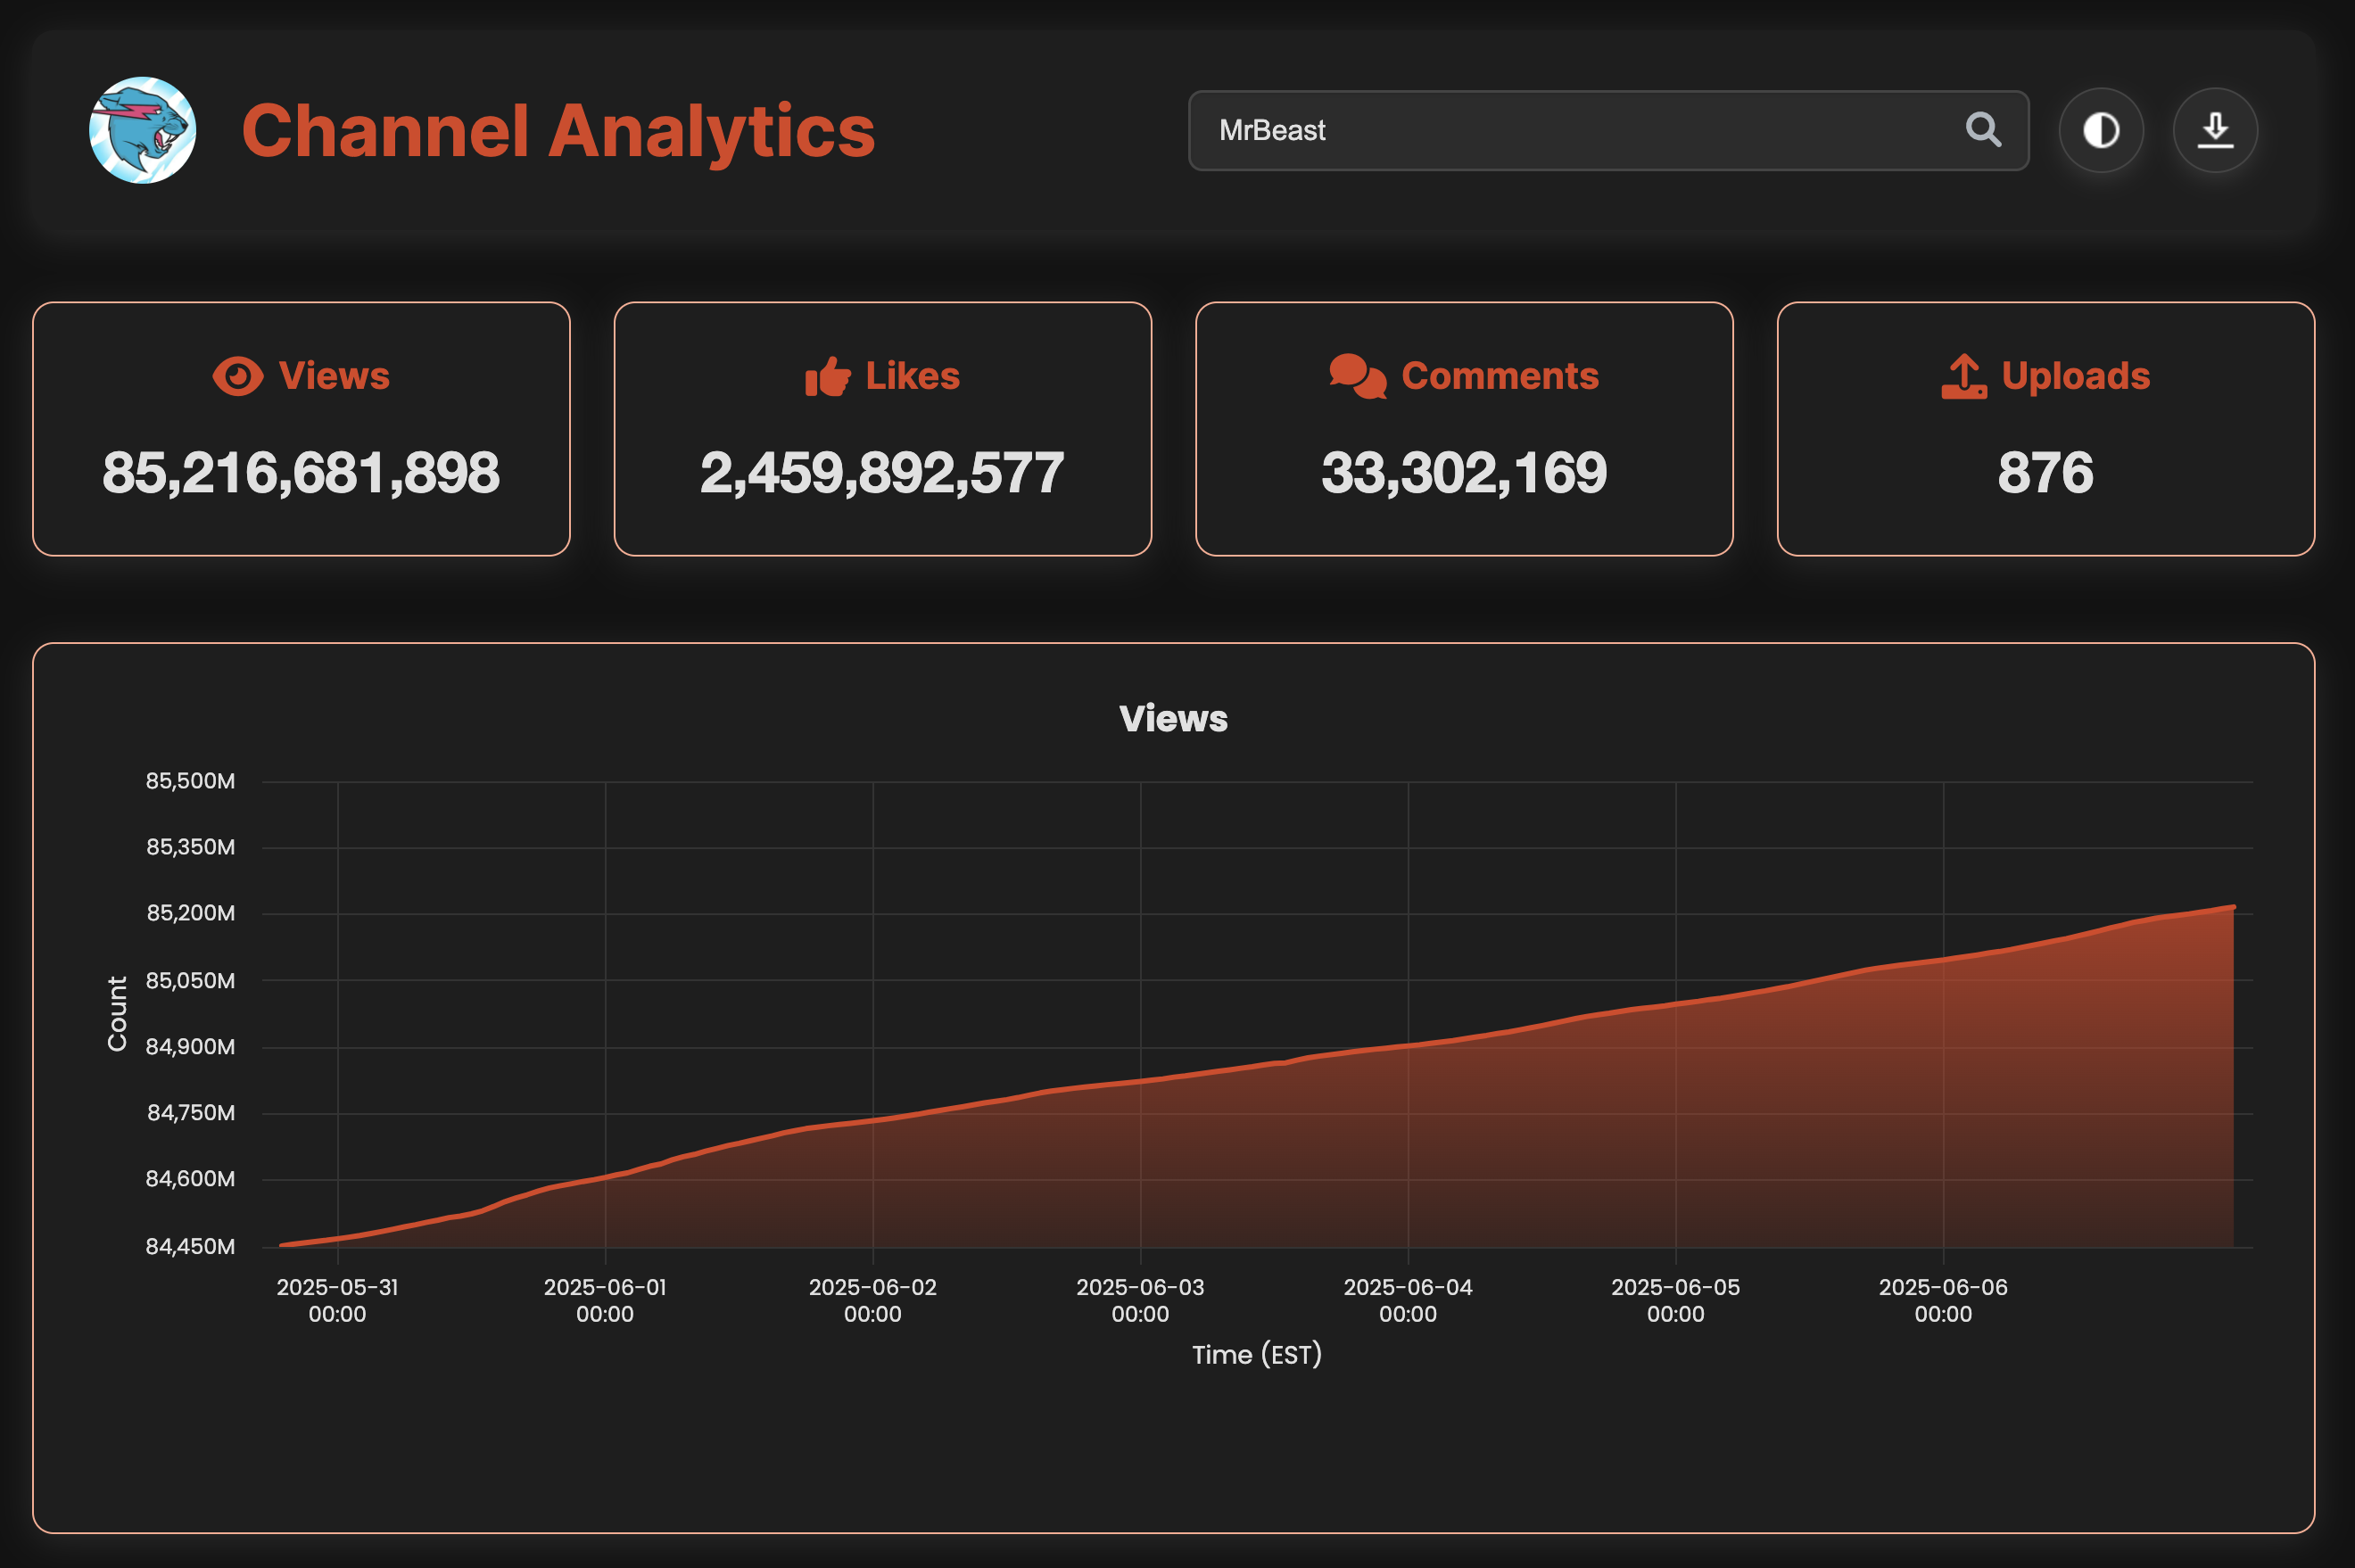 Channel Analytics
MrBeast
Views
Likes
Comments
Uploads
85,216,681,898
2,459,892,577
33,302,169
876
Views
85,500M
85,350M
85,200M
85,050M
84,900M
84,750M
84,600M
84,450M
Count
2025-05-31 00:00
2025-06-01 00:00
2025-06-02 00:00
2025-06-03 00:00
2025-06-04 00:00
2025-06-05 00:00
2025-06-06 00:00
Time (EST)